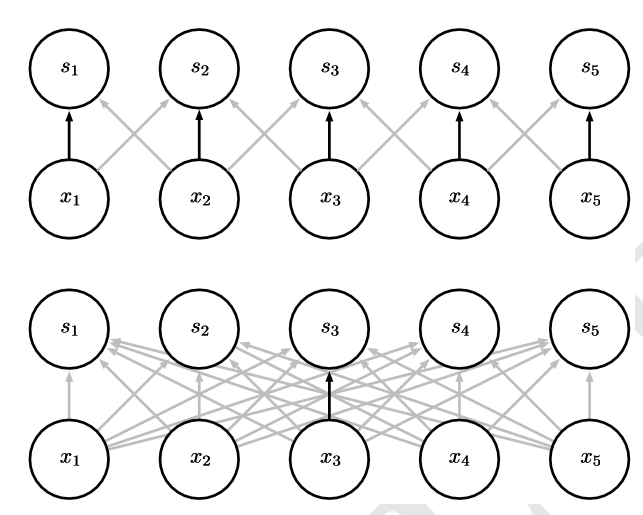 s₁ s₂ s₃ s₄ s₅
x₁ x₂ x₃ x₄ x₅
s₁ s₂ s₃ s₄ s₅
x₁ x₂ x₃ x₄ x₅